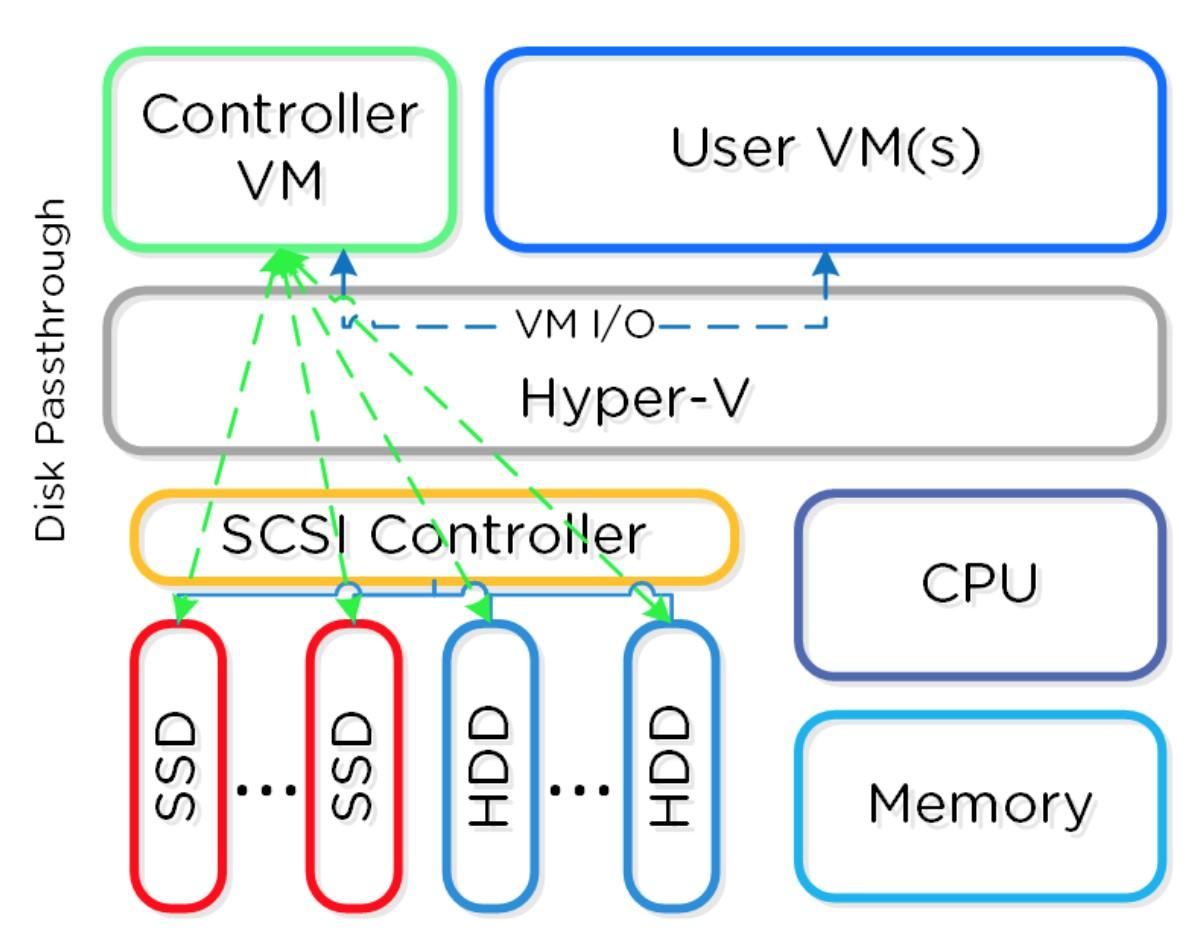 Controller
VM
User VM(s)
Disk Passthrough
VM I/O
Hyper-V
SCSI Controller
CPU
SSD
...
SSD
HDD
...
HDD
Memory